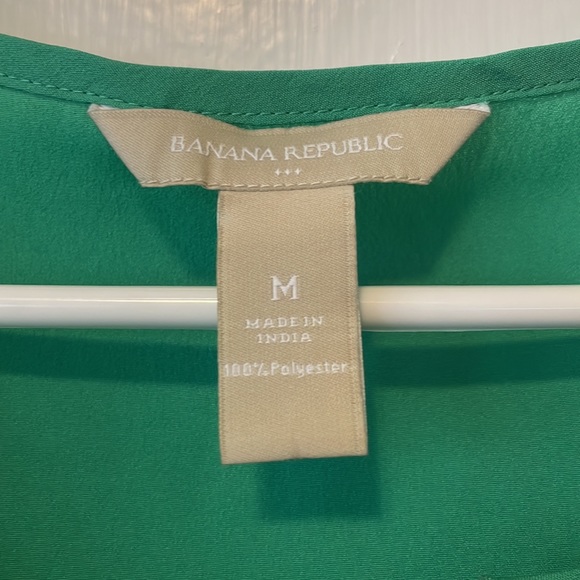 BANANA REPUBLIC
+++
M
MADE IN
INDIA
100% Polyester